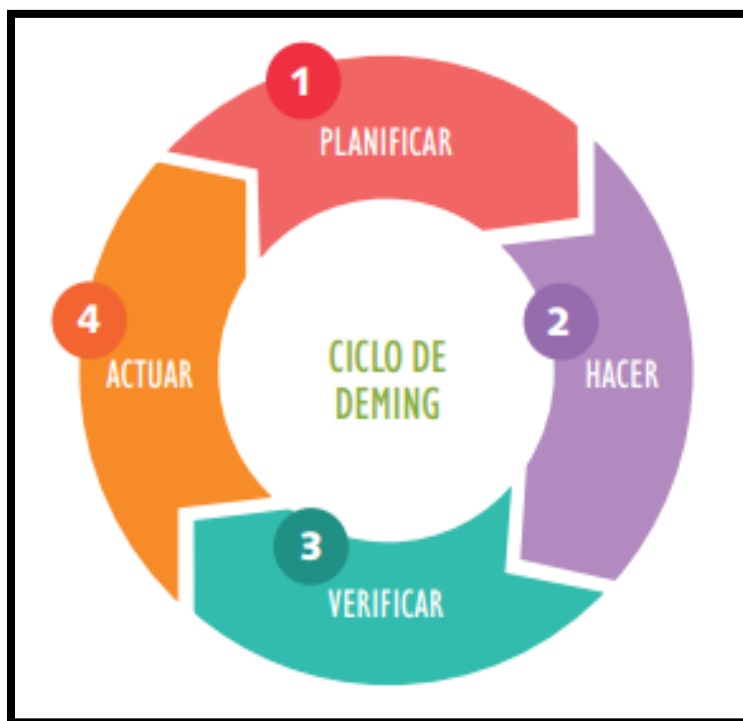 1
PLANIFICAR
2
HACER
3
VERIFICAR
4
ACTUAR
CICLO DE
DEMING